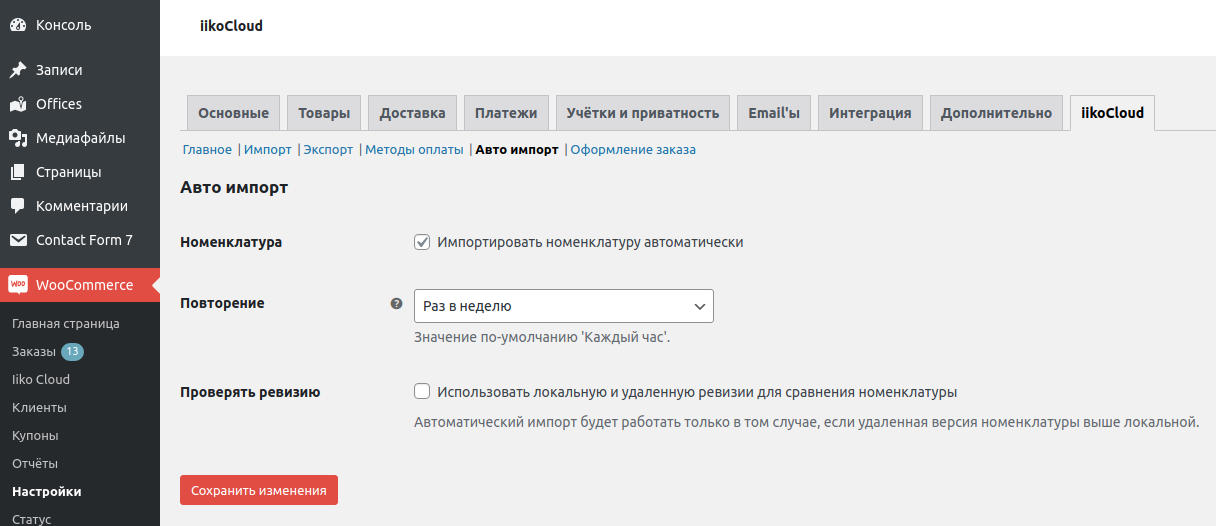 Консоль
Записи
Offices
Медиафайлы
Страницы
Комментарии
Contact Form 7
WooCommerce
Главная страница
Заказы 13
Iiko Cloud
Клиенты
Купоны
Отчёты
Настройки
Статус
iikoCloud
Основные Товары Доставка Платежи Учётки и приватность Email'ы Интеграция Дополнительно iikoCloud
Главное | Импорт | Экспорт | Методы оплаты | Авто импорт | Оформление заказа
Авто импорт
Номенклатура Импортировать номенклатуру автоматически
Повторение ? Раз в неделю
Значение по-умолчанию 'Каждый час'.
Проверять ревизию Использовать локальную и удаленную ревизии для сравнения номенклатуры
Автоматический импорт будет работать только в том случае, если удаленная версия номенклатуры выше локальной.
Сохранить изменения